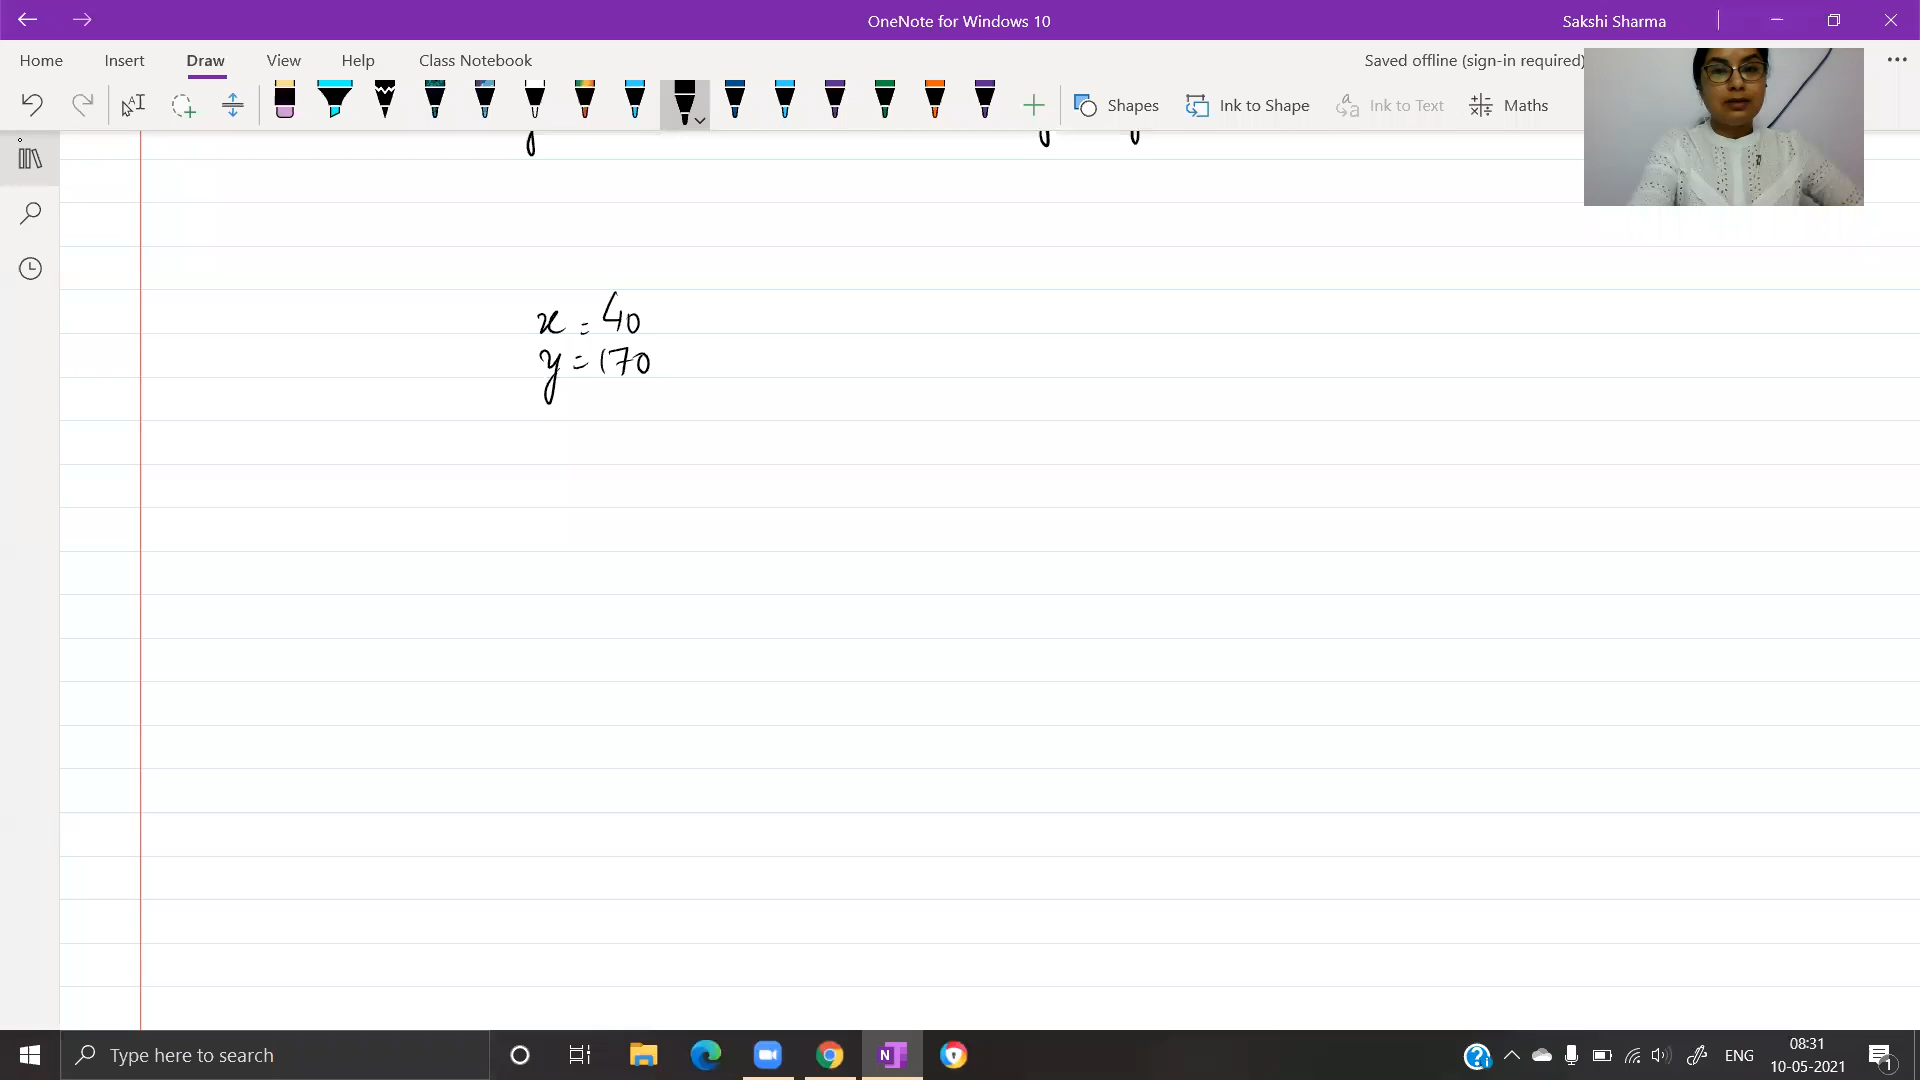 OneNote for Windows 10
Sakshi Sharma
Home Insert Draw View Help Class Notebook
Saved offline (sign-in required)
Shapes Ink to Shape Ink to Text Maths
x = 40
y = 170
Type here to search
ENG
08:31
10-05-2021
1